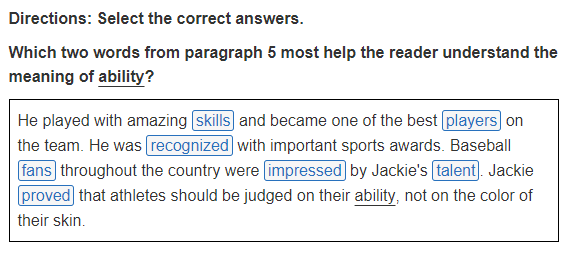 Directions: Select the correct answers.
Which two words from paragraph 5 most help the reader understand the
meaning of ability?
He played with amazing skills and became one of the best players on
the team. He was recognized with important sports awards. Baseball
fans throughout the country were impressed by Jackie's talent. Jackie
proved that athletes should be judged on their ability, not on the color of
their skin.